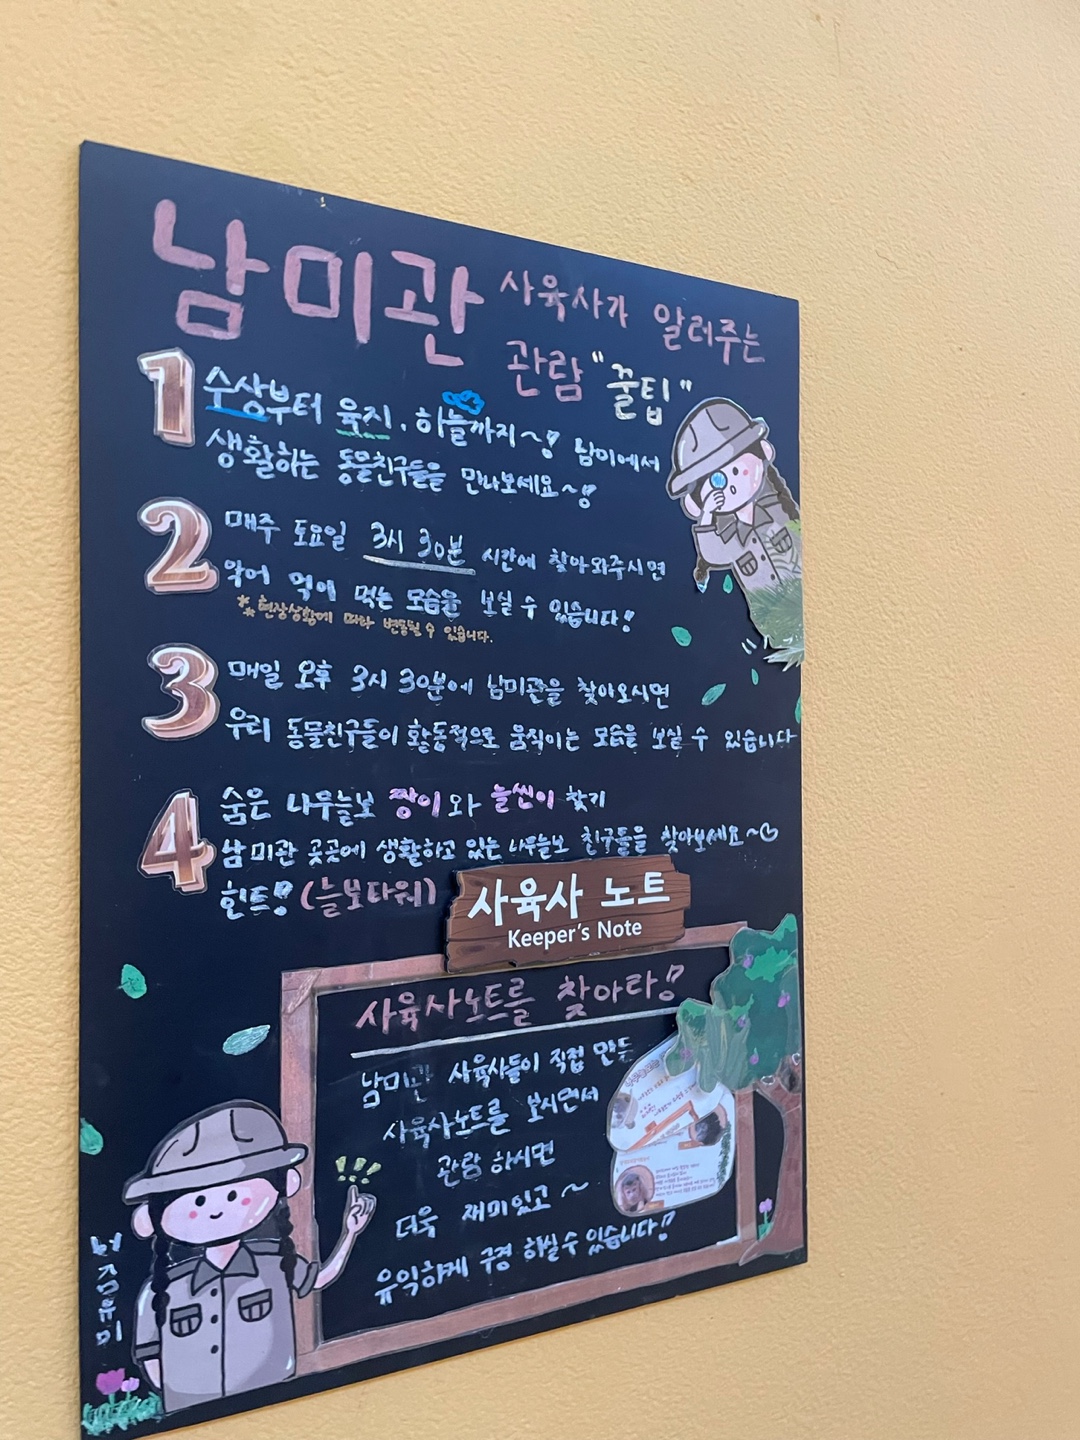 남미관 사육사가 알려주는
관람 "꿀팁"
1 수상부터 육지, 하늘까지~! 남미에서
생활하는 동물친구들을 만나보세요~!
2 매주 토요일 3시 30분 시간에 찾아와주시면
악어 먹이 먹는 모습을 보실 수 있습니다!
** 현장상황에 따라 변동될 수 있습니다.
3 매일 오후 3시 30분에 남미관을 찾아오시면
우리 동물친구들이 활동적으로 움직이는 모습을 보실 수 있습니다
4 숨은 나무늘보 짱이와 늘씬이 찾기
남미관 곳곳에 생활하고 있는 나무늘보 친구들을 찾아보세요~
힌트! (늘보타워)
사육사 노트
Keeper's Note
사육사노트를 찾아라!
남미관 사육사들이 직접 만든
사육사노트를 보시면서
관람 하시면
더욱 재미있고 ~
유익하게 구경 하실수 있습니다!
by